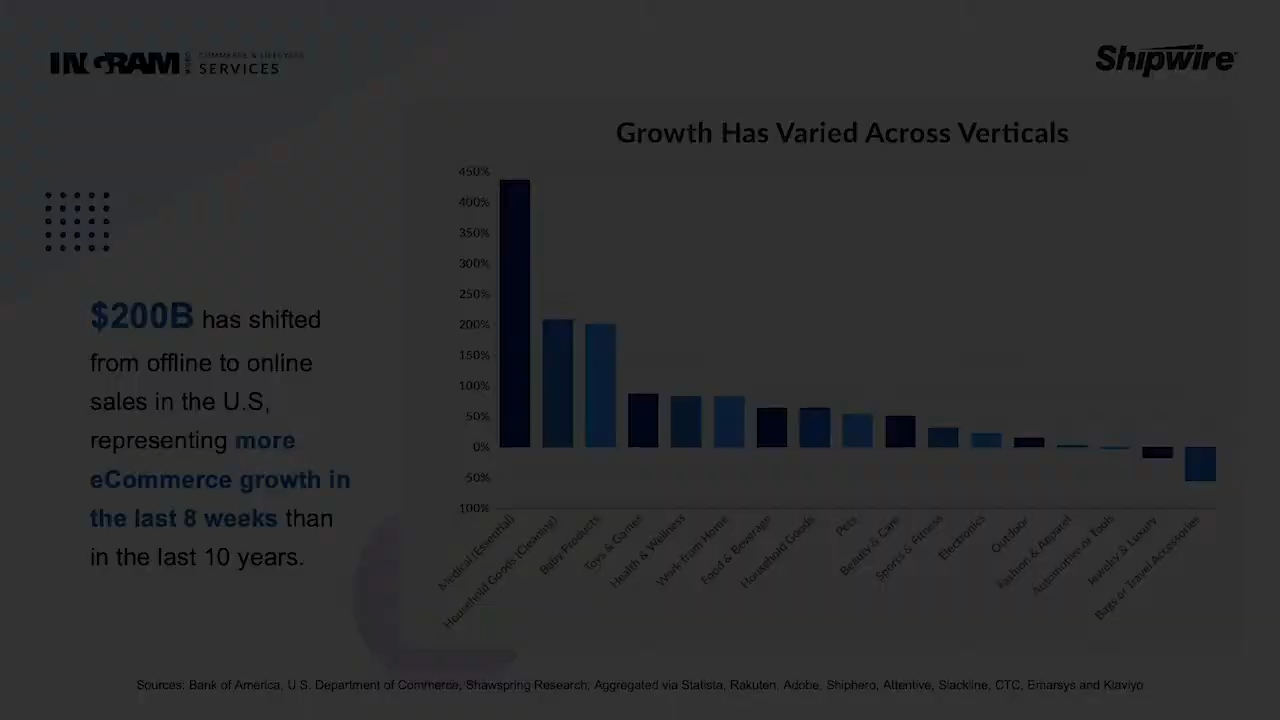 INGRAM MICRO COMMERCE & LIFECYCLE
SERVICES
Shipwire
Growth Has Varied Across Verticals
450%
400%
350%
300%
250%
200%
150%
100%
50%
0%
50%
100%
$200B has shifted
from offline to online
sales in the U.S,
representing more
eCommerce growth in
the last 8 weeks than
in the last 10 years.
Medical (Essential)
Household Goods (Cleaning)
Baby Products
Toys & Games
Health & Wellness
Work from Home
Food & Beverage
Household Goods
Pets
Beauty & Care
Sports & Fitness
Electronics
Outdoor
Fashion & Apparel
Automotive or Tools
Jewelry & Luxury
Bags or Travel Accessories
Sources: Bank of America, U.S. Department of Commerce, Shawspring Research, Aggregated via Statista, Rakuten, Adobe, Shiphero, Attentive, Stackline, CTC, Emarsys and Klaviyo